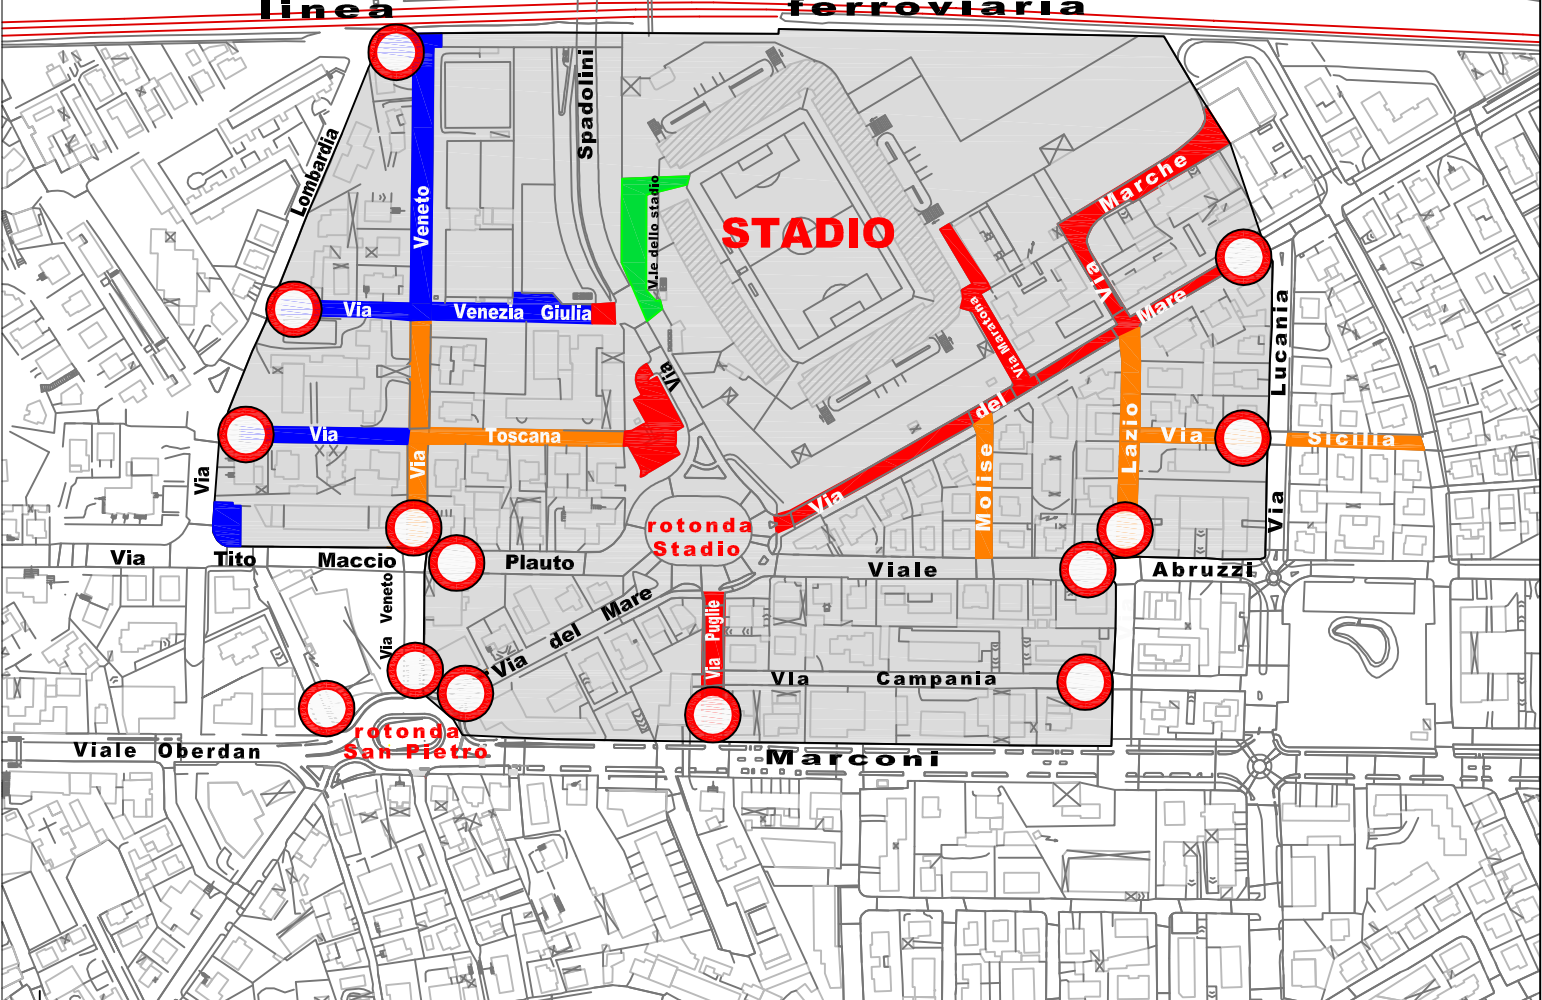 linea ferroviaria
Spadolini
Lombardia
Veneto
V.le dello stadio
STADIO
Marche
Via
Mare
Via Maratona
Lucania
Via Venezia Giulia
Via
del
Lazio
Via Toscana
Via Sicilia
Via
Via
Molise
Via
Via
rotonda
Stadio
Via Tito Maccio Plauto
Viale Abruzzi
Via Veneto
Via del Mare
Via Puglie
VIa Campania
rotonda
San Pietro
Viale Oberdan
Marconi